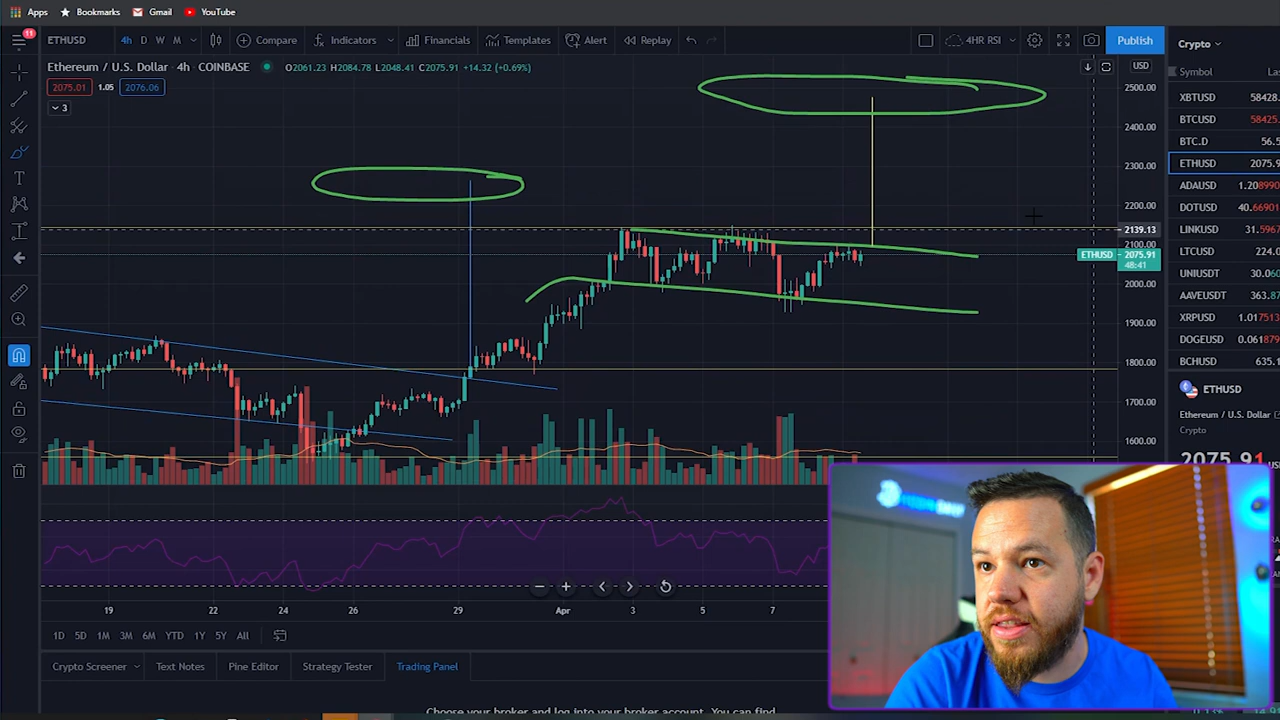 Apps Bookmarks Gmail YouTube
11 ETHUSD 4h D W M Compare Indicators Financials Templates Alert Replay 4HR RSI Publish Crypto
Ethereum / U.S. Dollar 4h COINBASE O2061.23 H2084.78 L2048.41 C2075.91 +14.32 (+0.69%) USD
2075.01 1.05 2076.06
3
2500.00
2400.00
2300.00
2200.00
2139.13
2100.00
ETHUSD 2075.91
48:41
2000.00
1900.00
1800.00
1700.00
1600.00
Symbol Las
XBTUSD 58428.
BTCUSD 58425.
BTC.D 56.5
ETHUSD 2075.9
ADAUSD 1.20899
DOTUSD 40.66901
LINKUSD 31.5967
LTCUSD 224.0
UNIUSDT 30.06
AAVEUSDT 363.8
XRPUSD 1.01751
DOGEUSD 0.06187
BCHUSD 635.1
ETHUSD
Ethereum / U.S. Dollar
Crypto
2075.91
19 22 24 26 29 Apr 3 5 7
1D 5D 1M 3M 6M YTD 1Y 5Y All
Crypto Screener Text Notes Pine Editor Strategy Tester Trading Panel
Choose your broker and log into your broker account. You can find